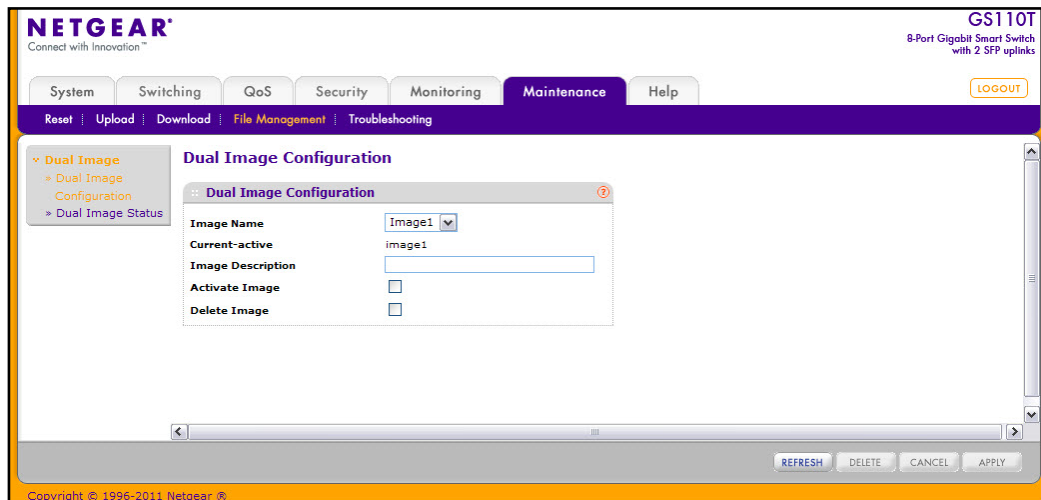 NETGEAR®
Connect with Innovation™
GS110T
8-Port Gigabit Smart Switch
with 2 SFP uplinks
System Switching QoS Security Monitoring Maintenance Help
LOGOUT
Reset Upload Download File Management Troubleshooting
Dual Image
» Dual Image
Configuration
» Dual Image Status
Dual Image Configuration
Dual Image Configuration
?
Image Name Image1
Current-active image1
Image Description
Activate Image
Delete Image
REFRESH DELETE CANCEL APPLY
Copyright © 1996-2011 Netgear ®